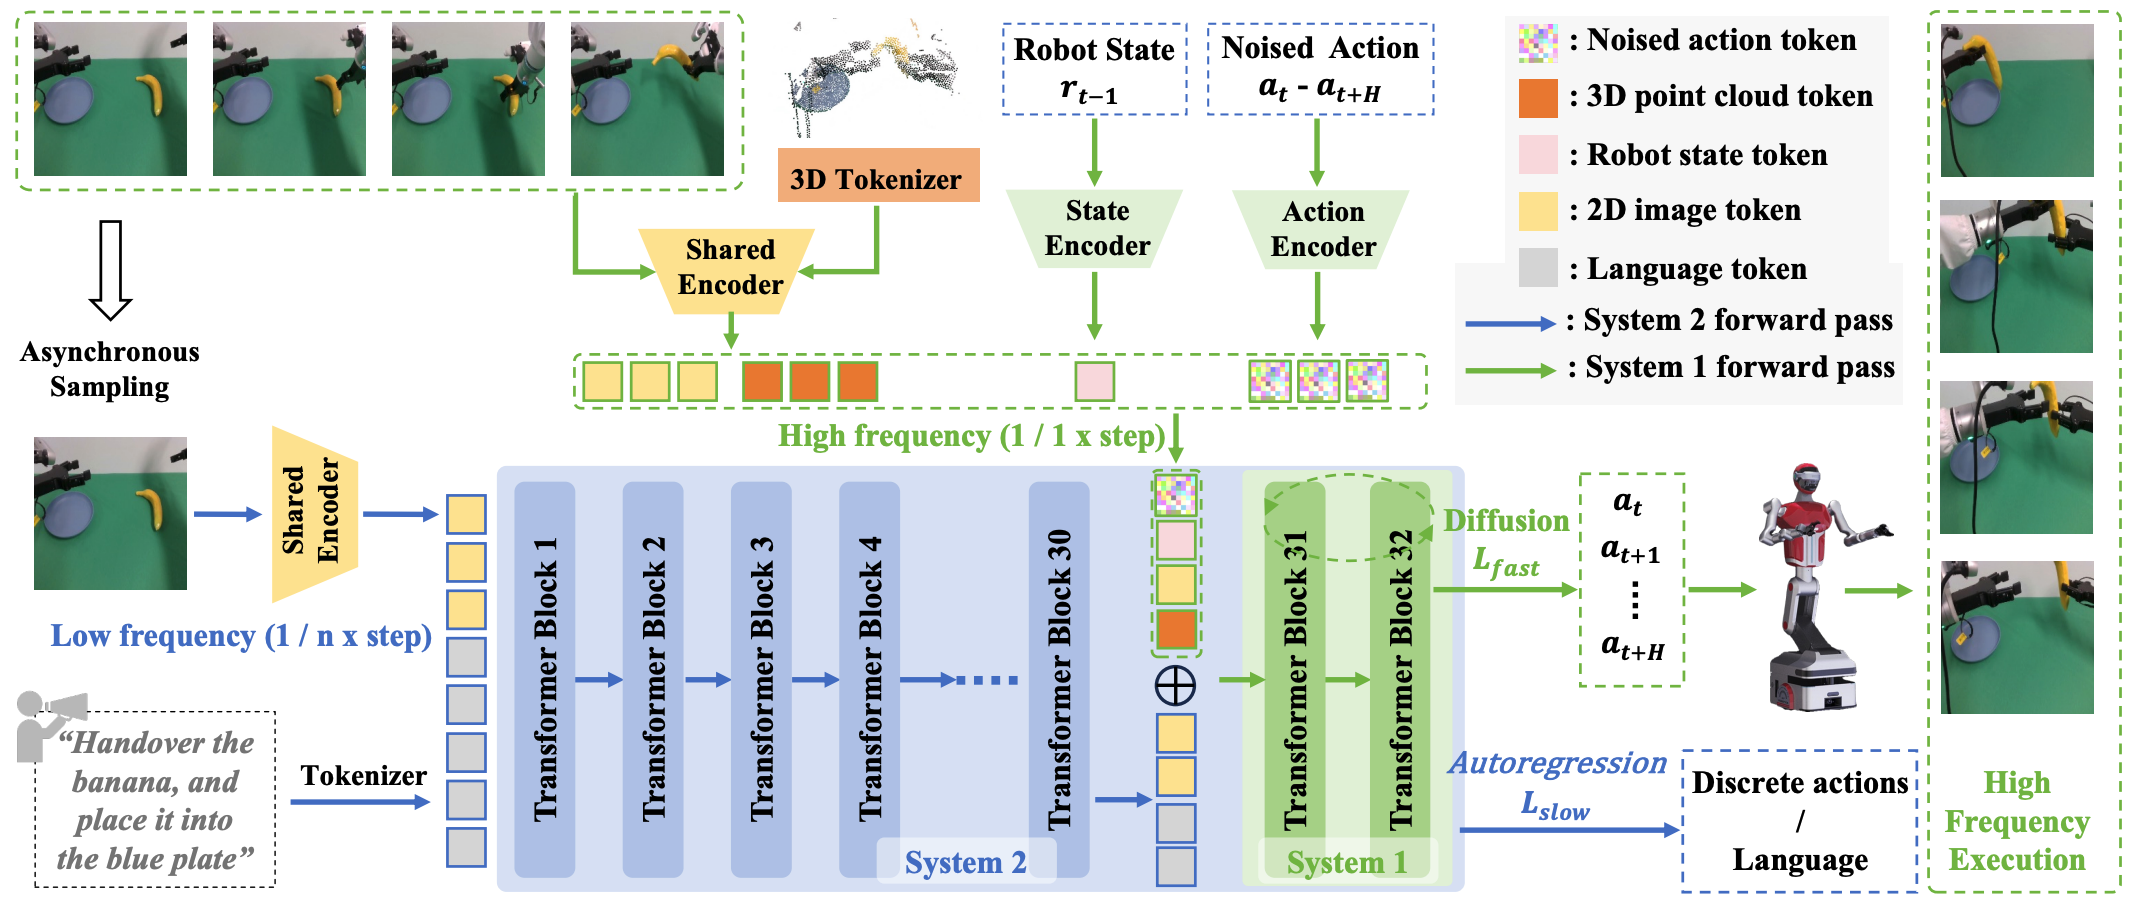 3D Tokenizer
Robot State
r_{t-1}
Noised Action
a_t - a_{t+H}
Shared
Encoder
State
Encoder
Action
Encoder
: Noised action token
: 3D point cloud token
: Robot state token
: 2D image token
: Language token
: System 2 forward pass
: System 1 forward pass
Asynchronous
Sampling
High frequency (1 / 1 x step)
Shared
Encoder
Low frequency (1 / n x step)
“Handover the
banana, and
place it into
the blue plate”
Tokenizer
Transformer Block 1
Transformer Block 2
Transformer Block 3
Transformer Block 4
Transformer Block 30
System 2
Transformer Block 31
Transformer Block 32
System 1
Diffusion
L_{fast}
a_t
a_{t+1}
⋮
a_{t+H}
Autoregression
L_{slow}
Discrete actions
/
Language
High
Frequency
Execution